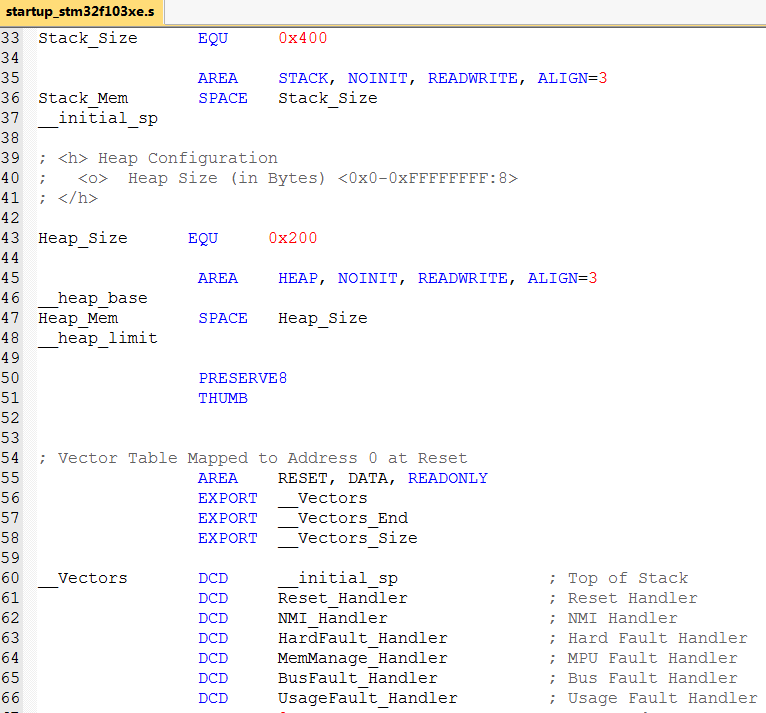 startup_stm32f103xe.s
33 Stack_Size      EQU     0x400
34
35                 AREA    STACK, NOINIT, READWRITE, ALIGN=3
36 Stack_Mem       SPACE   Stack_Size
37 __initial_sp
38
39 ; <h> Heap Configuration
40 ;   <o>  Heap Size (in Bytes) <0x0-0xFFFFFFFF:8>
41 ; </h>
42
43 Heap_Size      EQU     0x200
44
45                 AREA    HEAP, NOINIT, READWRITE, ALIGN=3
46 __heap_base
47 Heap_Mem        SPACE   Heap_Size
48 __heap_limit
49
50                 PRESERVE8
51                 THUMB
52
53
54 ; Vector Table Mapped to Address 0 at Reset
55                 AREA    RESET, DATA, READONLY
56                 EXPORT  __Vectors
57                 EXPORT  __Vectors_End
58                 EXPORT  __Vectors_Size
59
60 __Vectors       DCD     __initial_sp               ; Top of Stack
61                 DCD     Reset_Handler              ; Reset Handler
62                 DCD     NMI_Handler                ; NMI Handler
63                 DCD     HardFault_Handler          ; Hard Fault Handler
64                 DCD     MemManage_Handler          ; MPU Fault Handler
65                 DCD     BusFault_Handler           ; Bus Fault Handler
66                 DCD     UsageFault_Handler         ; Usage Fault Handler